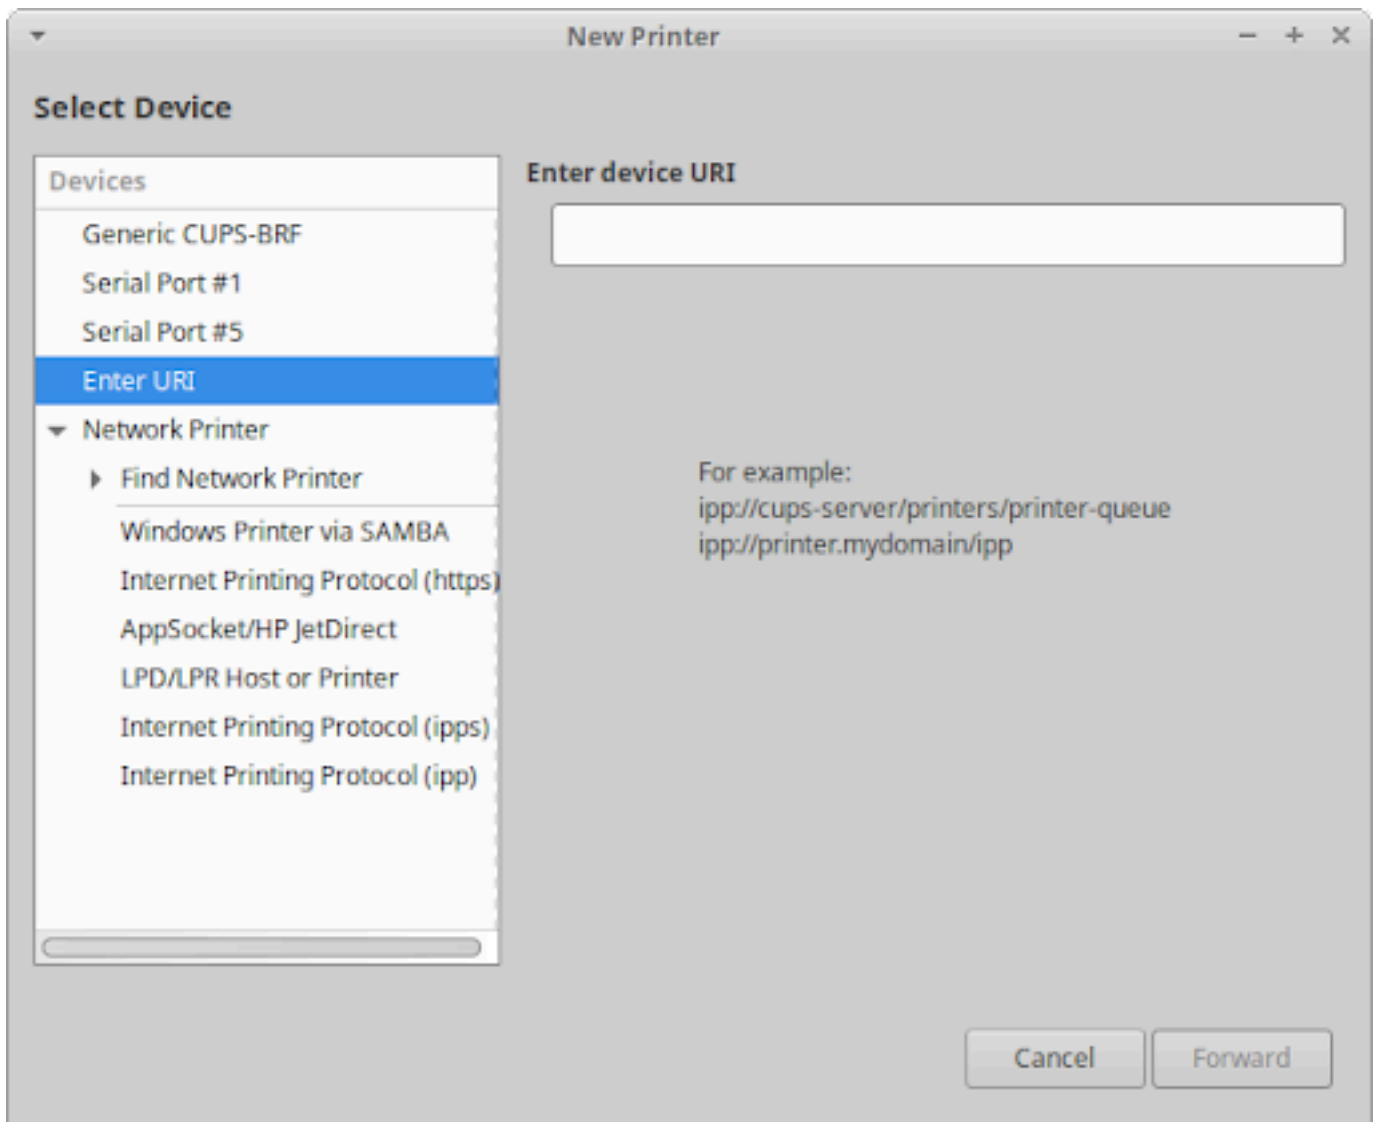 New Printer
Select Device
Devices
Generic CUPS-BRF
Serial Port #1
Serial Port #5
Enter URI
Network Printer
Find Network Printer
Windows Printer via SAMBA
Internet Printing Protocol (https)
AppSocket/HP JetDirect
LPD/LPR Host or Printer
Internet Printing Protocol (ipps)
Internet Printing Protocol (ipp)
Enter device URI
For example:
ipp://cups-server/printers/printer-queue
ipp://printer.mydomain/ipp
Cancel
Forward